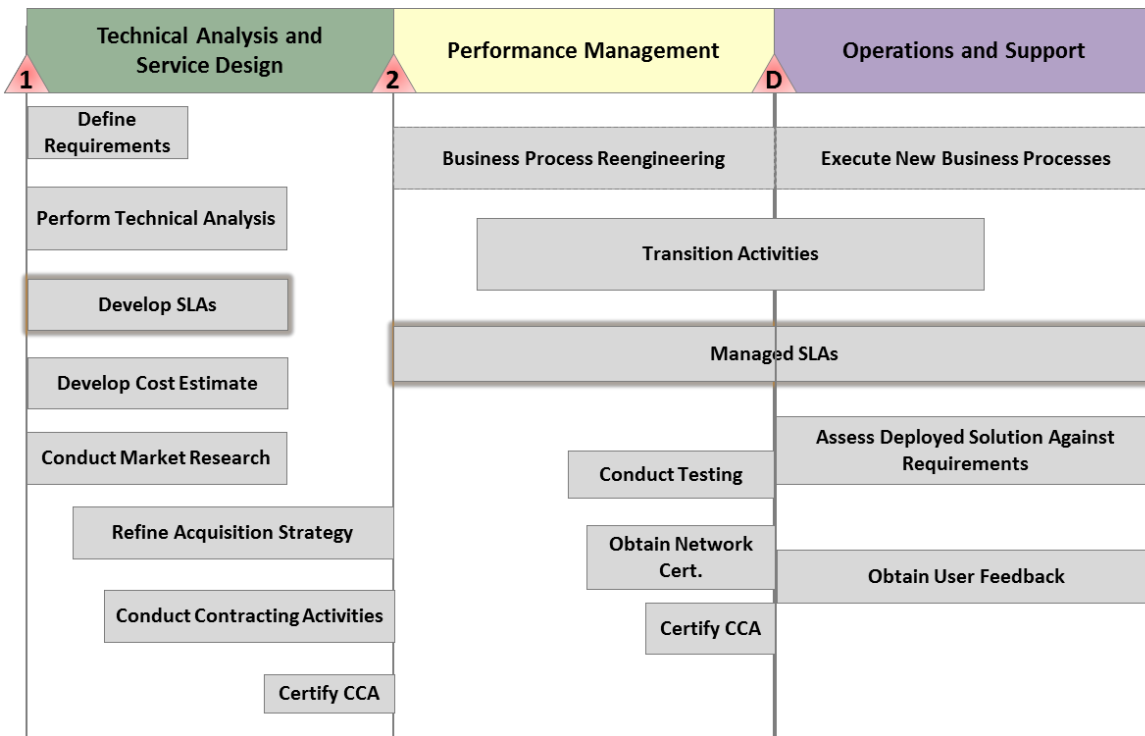 Technical Analysis and
Service Design
Performance Management
Operations and Support
1
2
D
Define
Requirements
Perform Technical Analysis
Develop SLAs
Develop Cost Estimate
Conduct Market Research
Refine Acquisition Strategy
Conduct Contracting Activities
Certify CCA
Business Process Reengineering
Execute New Business Processes
Transition Activities
Managed SLAs
Conduct Testing
Obtain Network
Cert.
Certify CCA
Assess Deployed Solution Against
Requirements
Obtain User Feedback